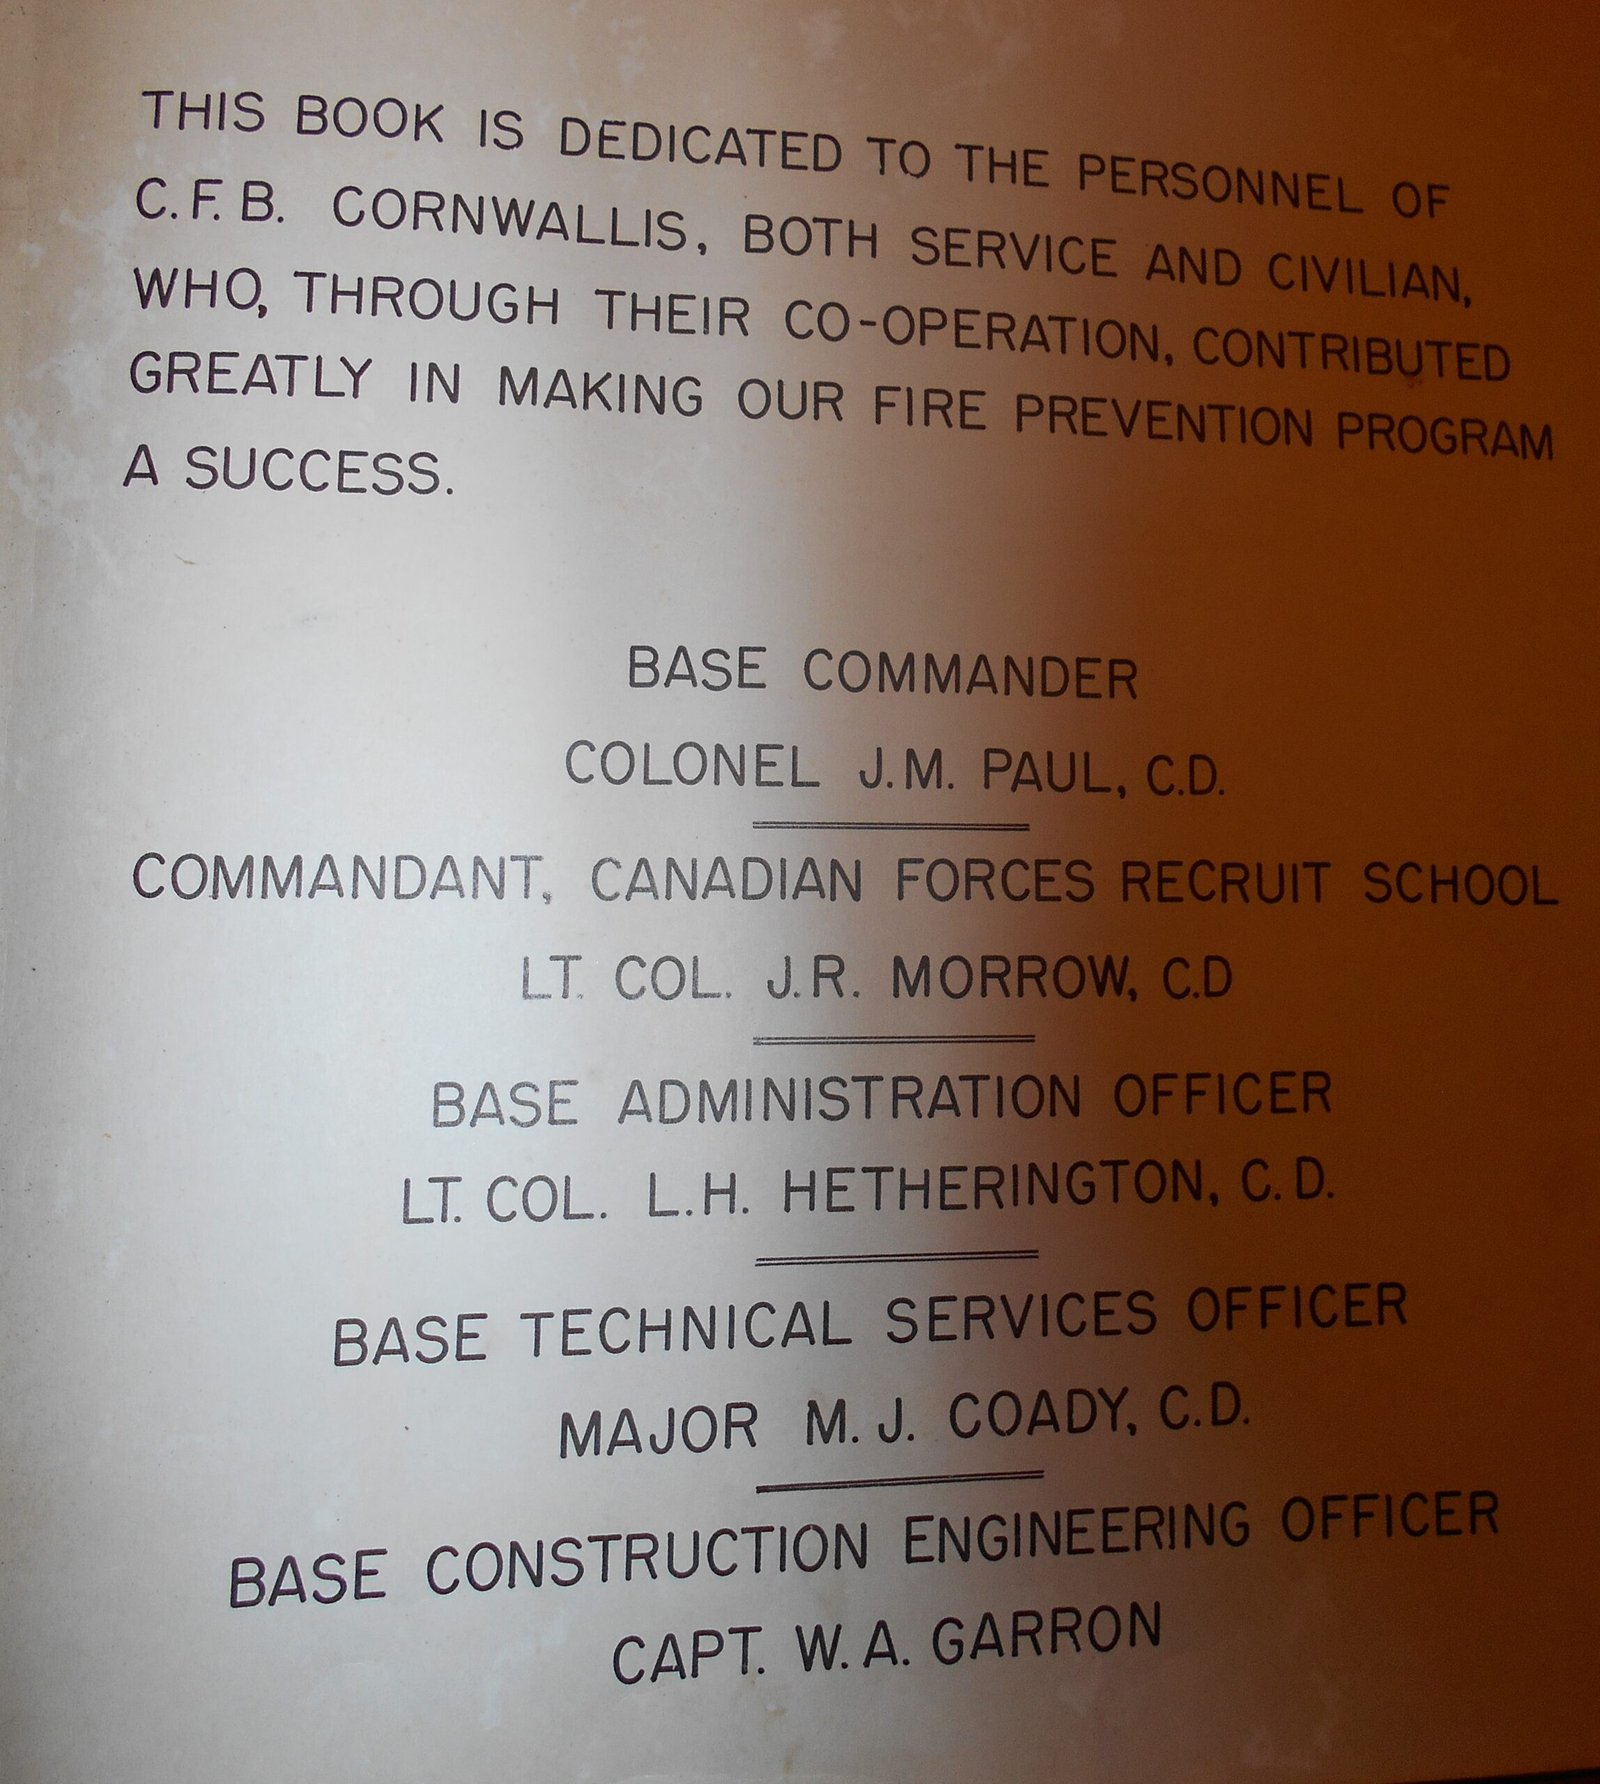 THIS BOOK IS DEDICATED TO THE PERSONNEL OF
C.F.B. CORNWALLIS, BOTH SERVICE AND CIVILIAN,
WHO, THROUGH THEIR CO-OPERATION, CONTRIBUTED
GREATLY IN MAKING OUR FIRE PREVENTION PROGRAM
A SUCCESS.
BASE COMMANDER
COLONEL J.M. PAUL, C.D.
COMMANDANT, CANADIAN FORCES RECRUIT SCHOOL
LT. COL. J.R. MORROW, C.D
BASE ADMINISTRATION OFFICER
LT. COL. L.H. HETHERINGTON, C.D.
BASE TECHNICAL SERVICES OFFICER
MAJOR M.J. COADY, C.D.
BASE CONSTRUCTION ENGINEERING OFFICER
CAPT. W.A. GARRON